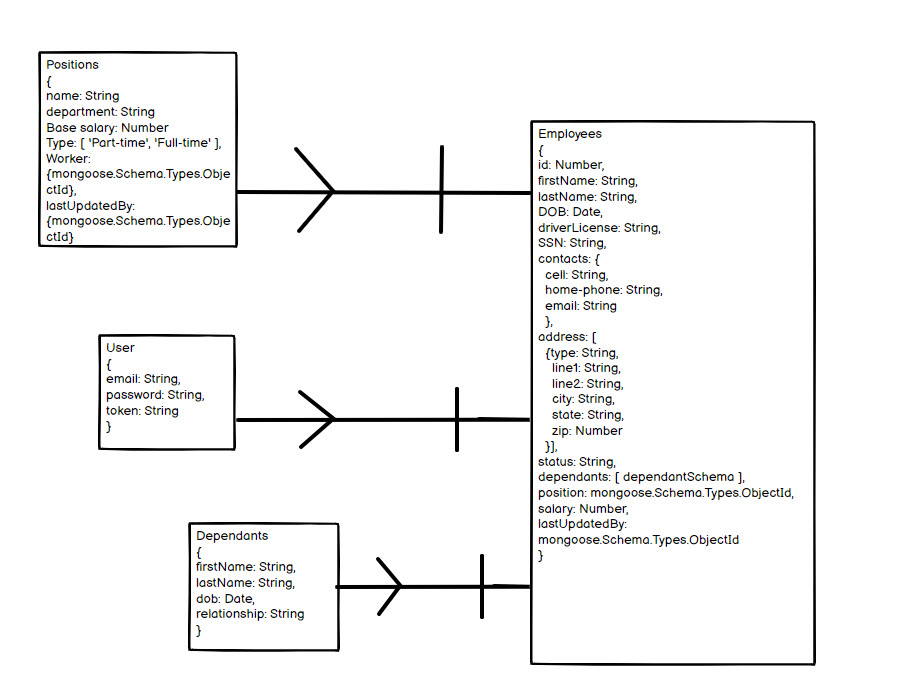 Positions
{
name: String
department: String
Base salary: Number
Type: [ 'Part-time', 'Full-time' ],
Worker:
{mongoose.Schema.Types.Obje
ctId},
lastUpdatedBy:
{mongoose.Schema.Types.Obje
ctId}
User
{
email: String,
password: String,
token: String
}
Dependants
{
firstName: String,
lastName: String,
dob: Date,
relationship: String
}
Employees
{
id: Number,
firstName: String,
lastName: String,
DOB: Date,
driverLicense: String,
SSN: String,
contacts: {
cell: String,
home-phone: String,
email: String
},
address: [
{type: String,
line1: String,
line2: String,
city: String,
state: String,
zip: Number
}],
status: String,
dependants: [ dependantSchema ],
position: mongoose.Schema.Types.ObjectId,
salary: Number,
lastUpdatedBy:
mongoose.Schema.Types.ObjectId
}